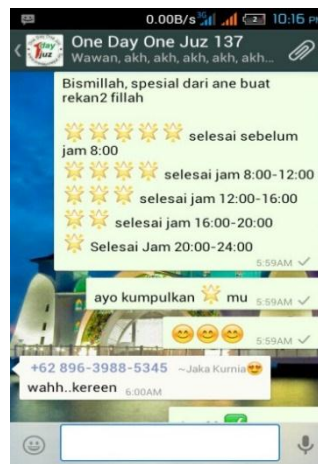 0.00B/s 3G 10:16 PM
One Day One Juz 137
Wawan, akh, akh, akh, akh, akh...
Bismillah, spesial dari ane buat
rekan2 fillah
🌟🌟🌟🌟🌟 selesai sebelum
jam 8:00
🌟🌟🌟🌟 selesai jam 8:00-12:00
🌟🌟🌟 selesai jam 12:00-16:00
🌟🌟 selesai jam 16:00-20:00
🌟 Selesai Jam 20:00-24:00
5:59AM
ayo kumpulkan 🌟 mu 5:59AM
😊😊😊 5:59AM
+62 896-3988-5345 ~Jaka Kurnia😍
wahh..kereen 6:00AM